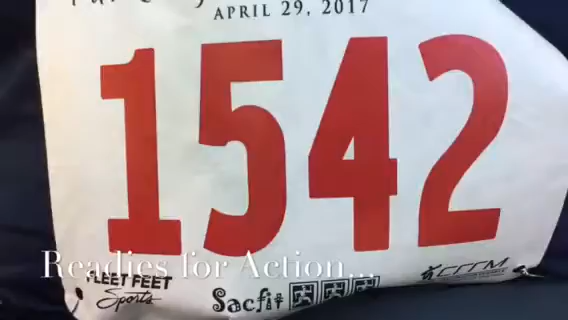 APRIL 29, 2017
1542
Readies for Action...
FLEET FEET
Sports
Sacfit